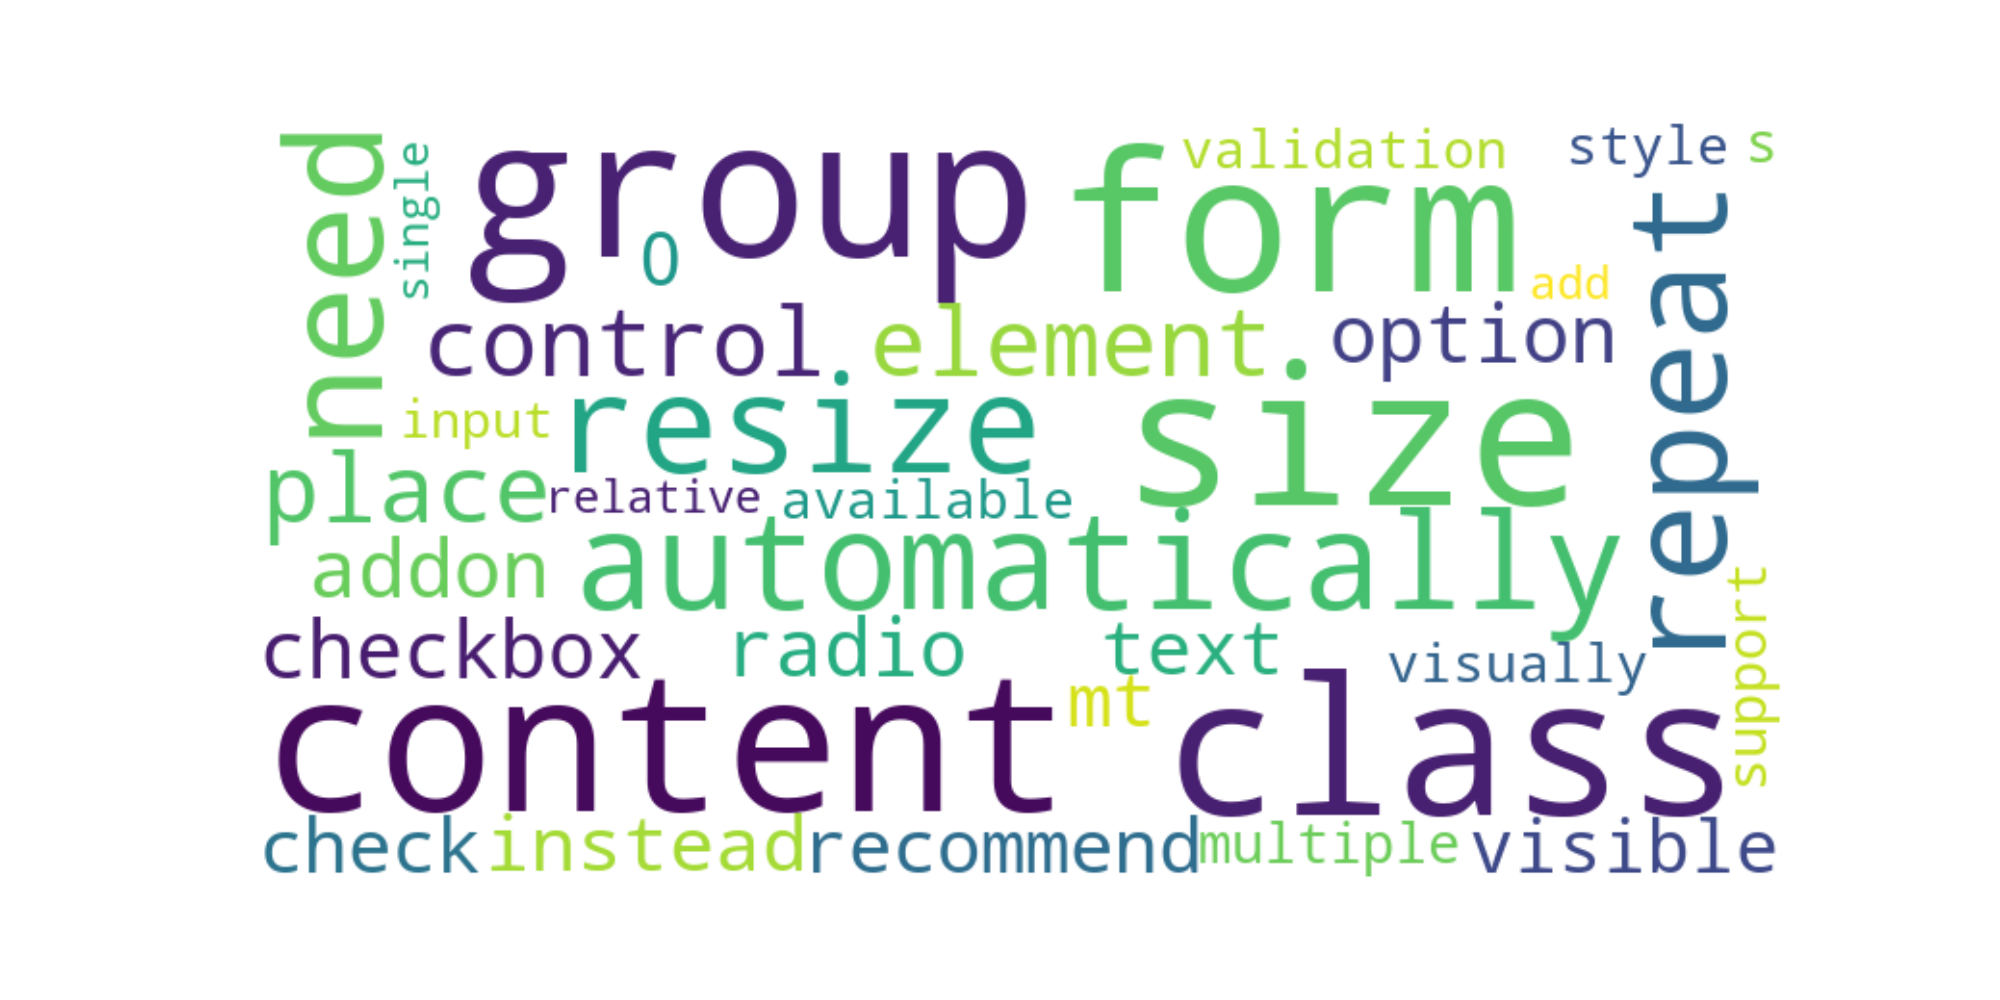 need
single
group
O
form
validation
style
s
add
repeat
control
element
option
input
resize
size
place
relative
available
addon
automatically
support
checkbox
radio
text
visually
content
mt
class
check
instead
recommend
multiple
visible